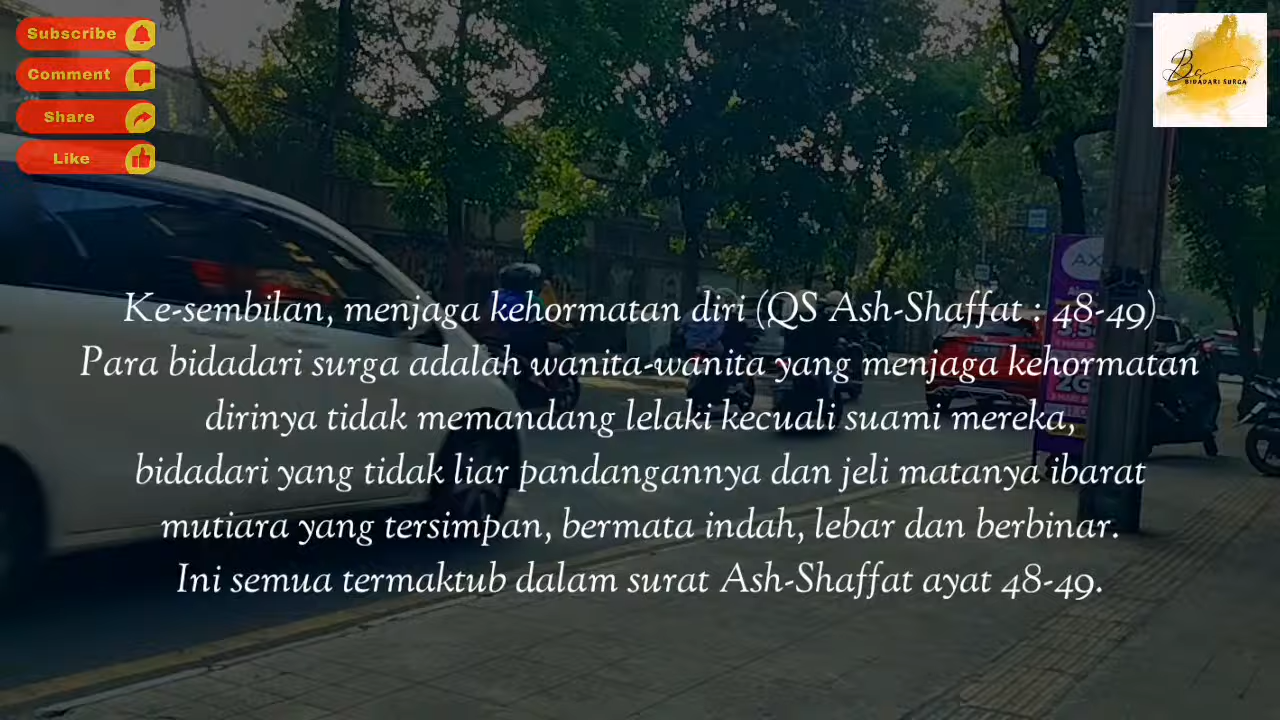 Subscribe
Comment
Share
Like
BIDADARI SURGA
Ke-sembilan, menjaga kehormatan diri (QS Ash-Shaffat : 48-49)
Para bidadari surga adalah wanita-wanita yang menjaga kehormatan
dirinya tidak memandang lelaki kecuali suami mereka,
bidadari yang tidak liar pandangannya dan jeli matanya ibarat
mutiara yang tersimpan, bermata indah, lebar dan berbinar.
Ini semua termaktub dalam surat Ash-Shaffat ayat 48-49.
AX
2G